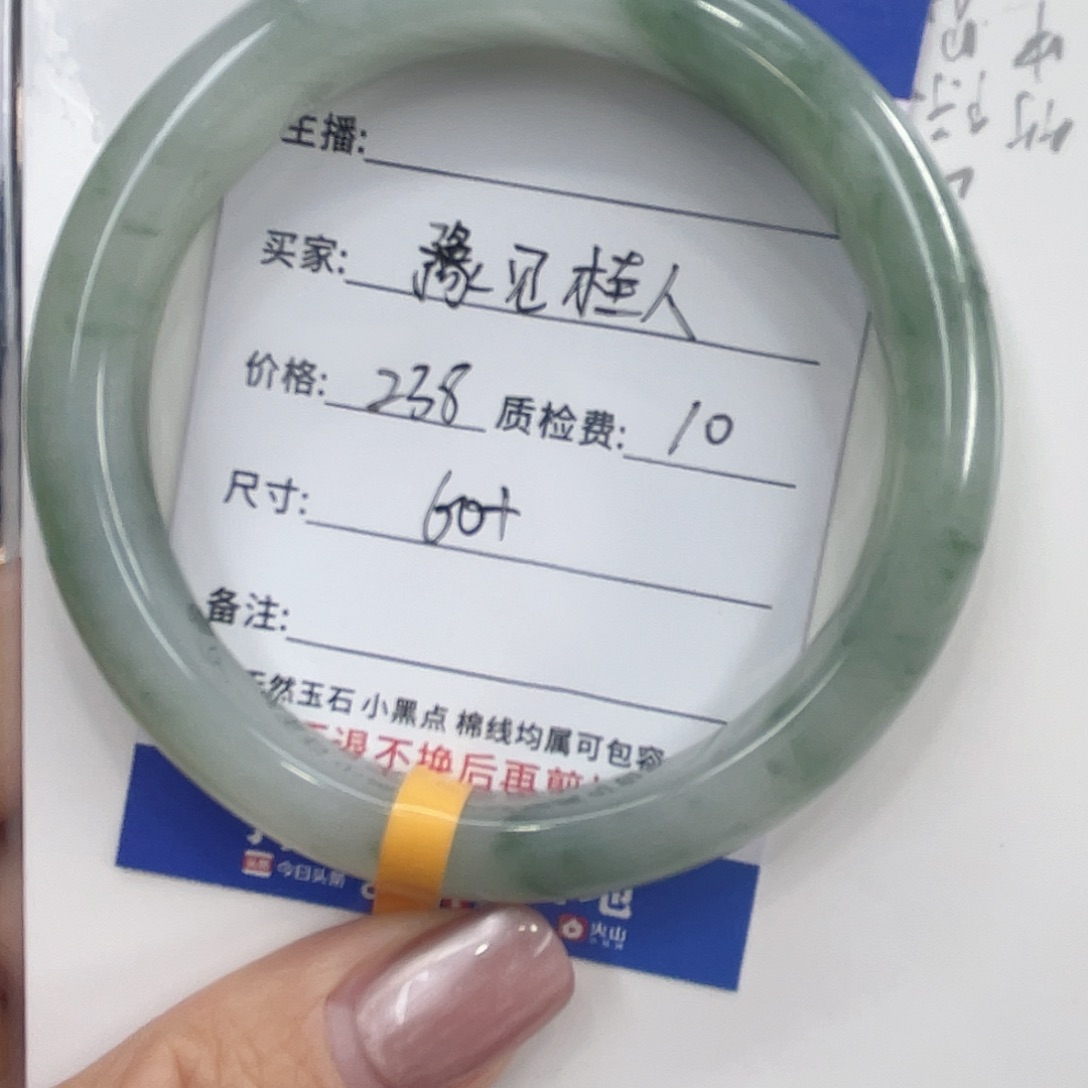 主播:
买家: 豫见桂人
价格: 238 质检费: 10
尺寸: 60+
备注:
天然玉石 小黑点 棉线均属可包容
退不换后再剪
今日头条
火山